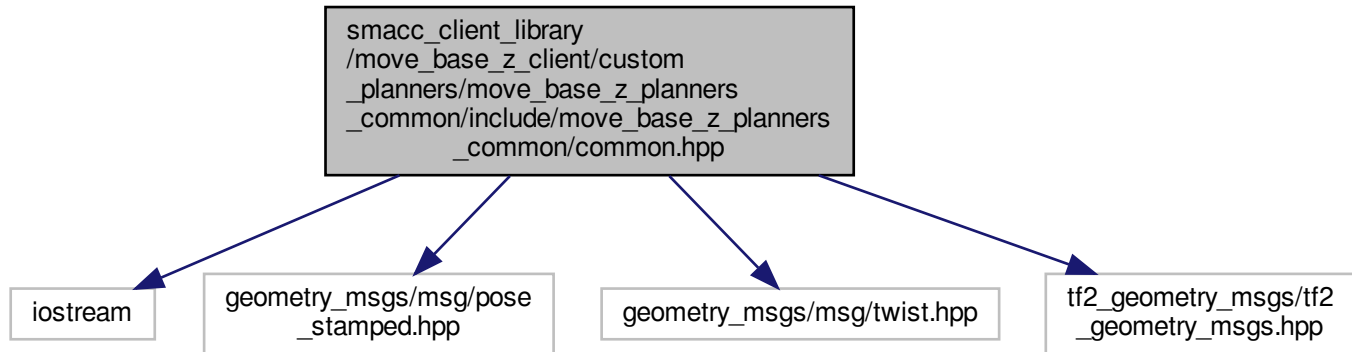 smacc_client_library
/move_base_z_client/custom
_planners/move_base_z_planners
_common/include/move_base_z_planners
_common/common.hpp
iostream
geometry_msgs/msg/pose
_stamped.hpp
geometry_msgs/msg/twist.hpp
tf2_geometry_msgs/tf2
_geometry_msgs.hpp